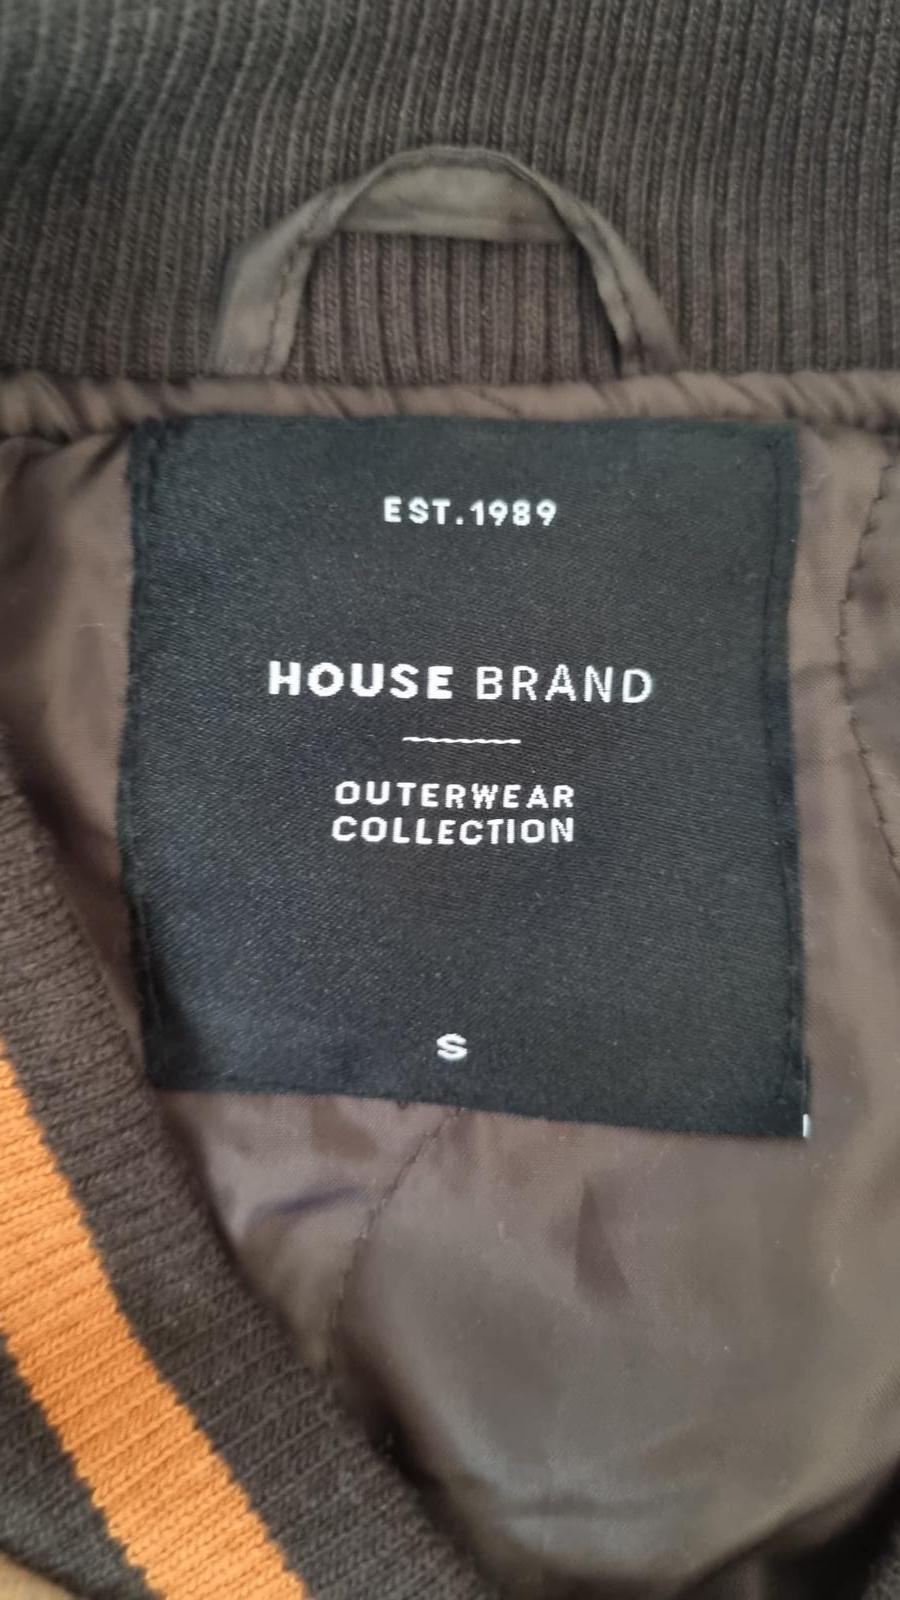 EST.1989
HOUSE BRAND
OUTERWEAR
COLLECTION
S